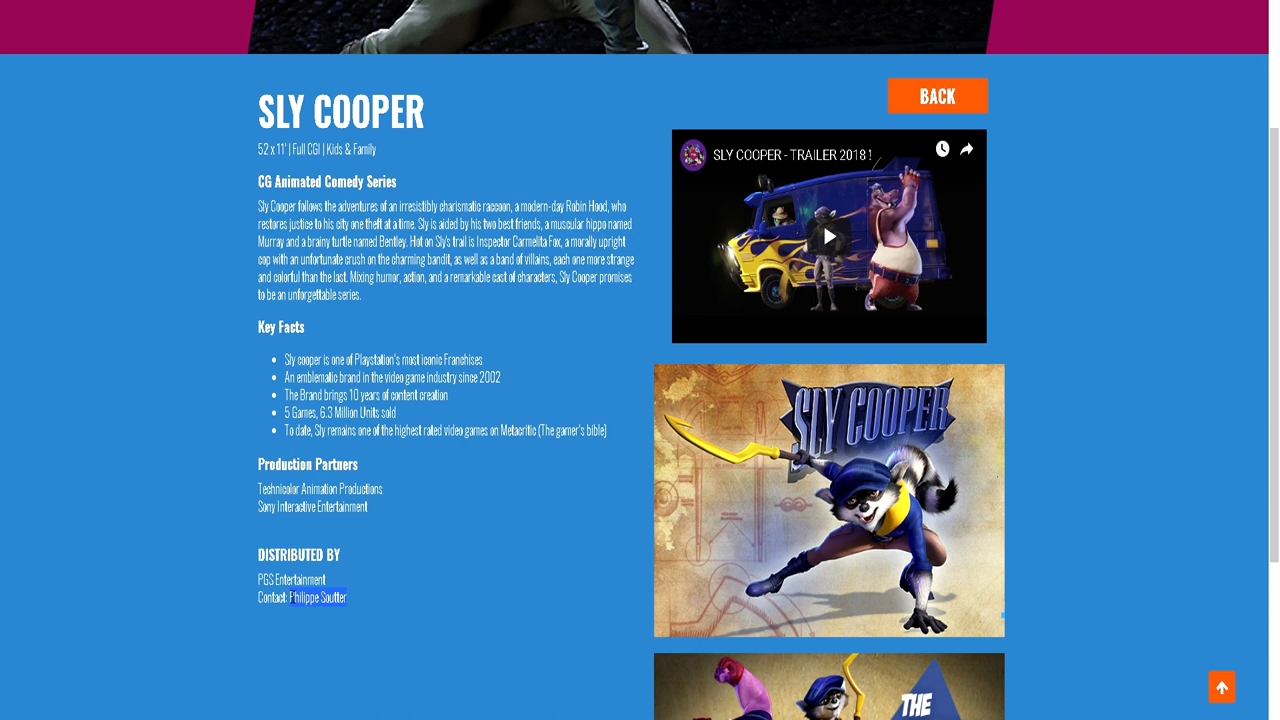 SLY COOPER
52 x 11' | Full CGI | Kids & Family
CG Animated Comedy Series
Sly Cooper follows the adventures of an irresistibly charismatic raccoon, a modern-day Robin Hood, who
restores justice to his city one theft at a time. Sly is aided by his two best friends, a muscular hippo named
Murray and a brainy turtle named Bentley. Hot on Sly's trail is Inspector Carmelita Fox, a morally upright
cop with an unfortunate crush on the charming bandit, as well as a band of villains, each one more strange
and colorful than the last. Mixing humor, action, and a remarkable cast of characters, Sly Cooper promises
to be an unforgettable series.
Key Facts
Sly cooper is one of Playstation's most iconic Franchises
An emblematic brand in the video game industry since 2002
The Brand brings 10 years of content creation
5 Games, 6.3 Million Units sold
To date, Sly remains one of the highest rated video games on Metacritic (The gamer's bible)
Production Partners
Technicolor Animation Productions
Sony Interactive Entertainment
DISTRIBUTED BY
PGS Entertainment
Contact: Philippe Soutter
BACK
SLY COOPER - TRAILER 2018 !
SLY COOPER
THE